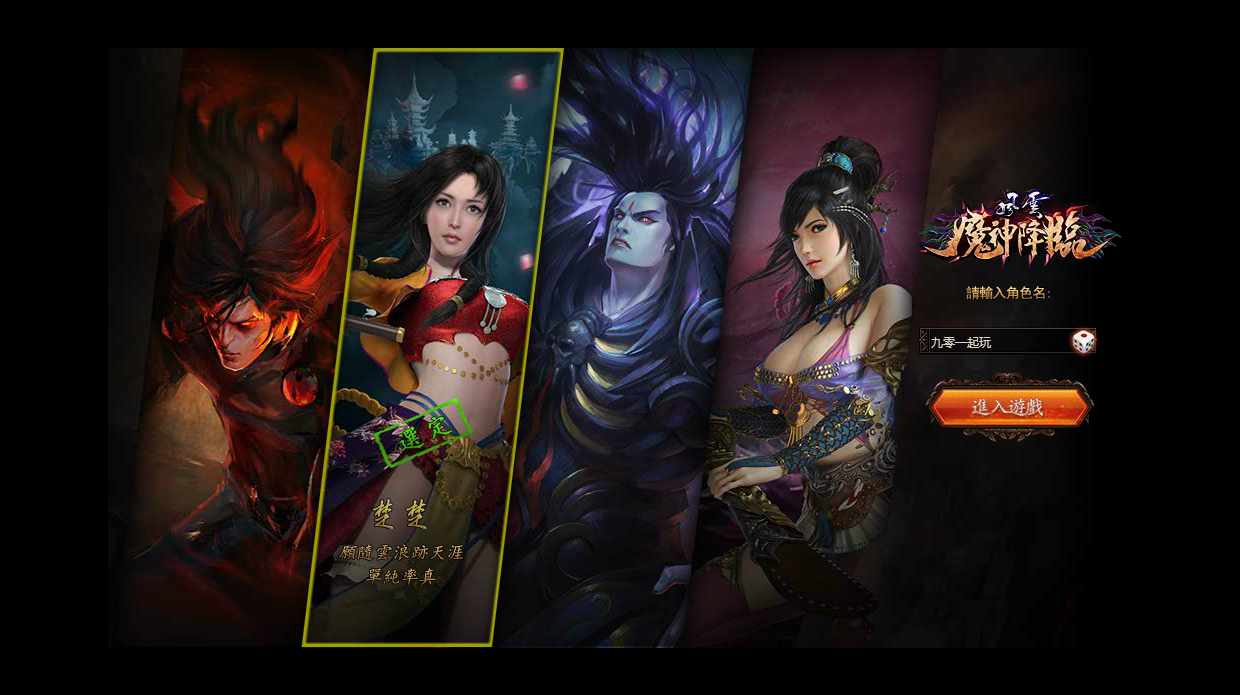 選定
楚楚
願隨雲浪跡天涯
單純率真
風雲
魔神降臨
請輸入角色名:
九零一起玩
進入遊戲